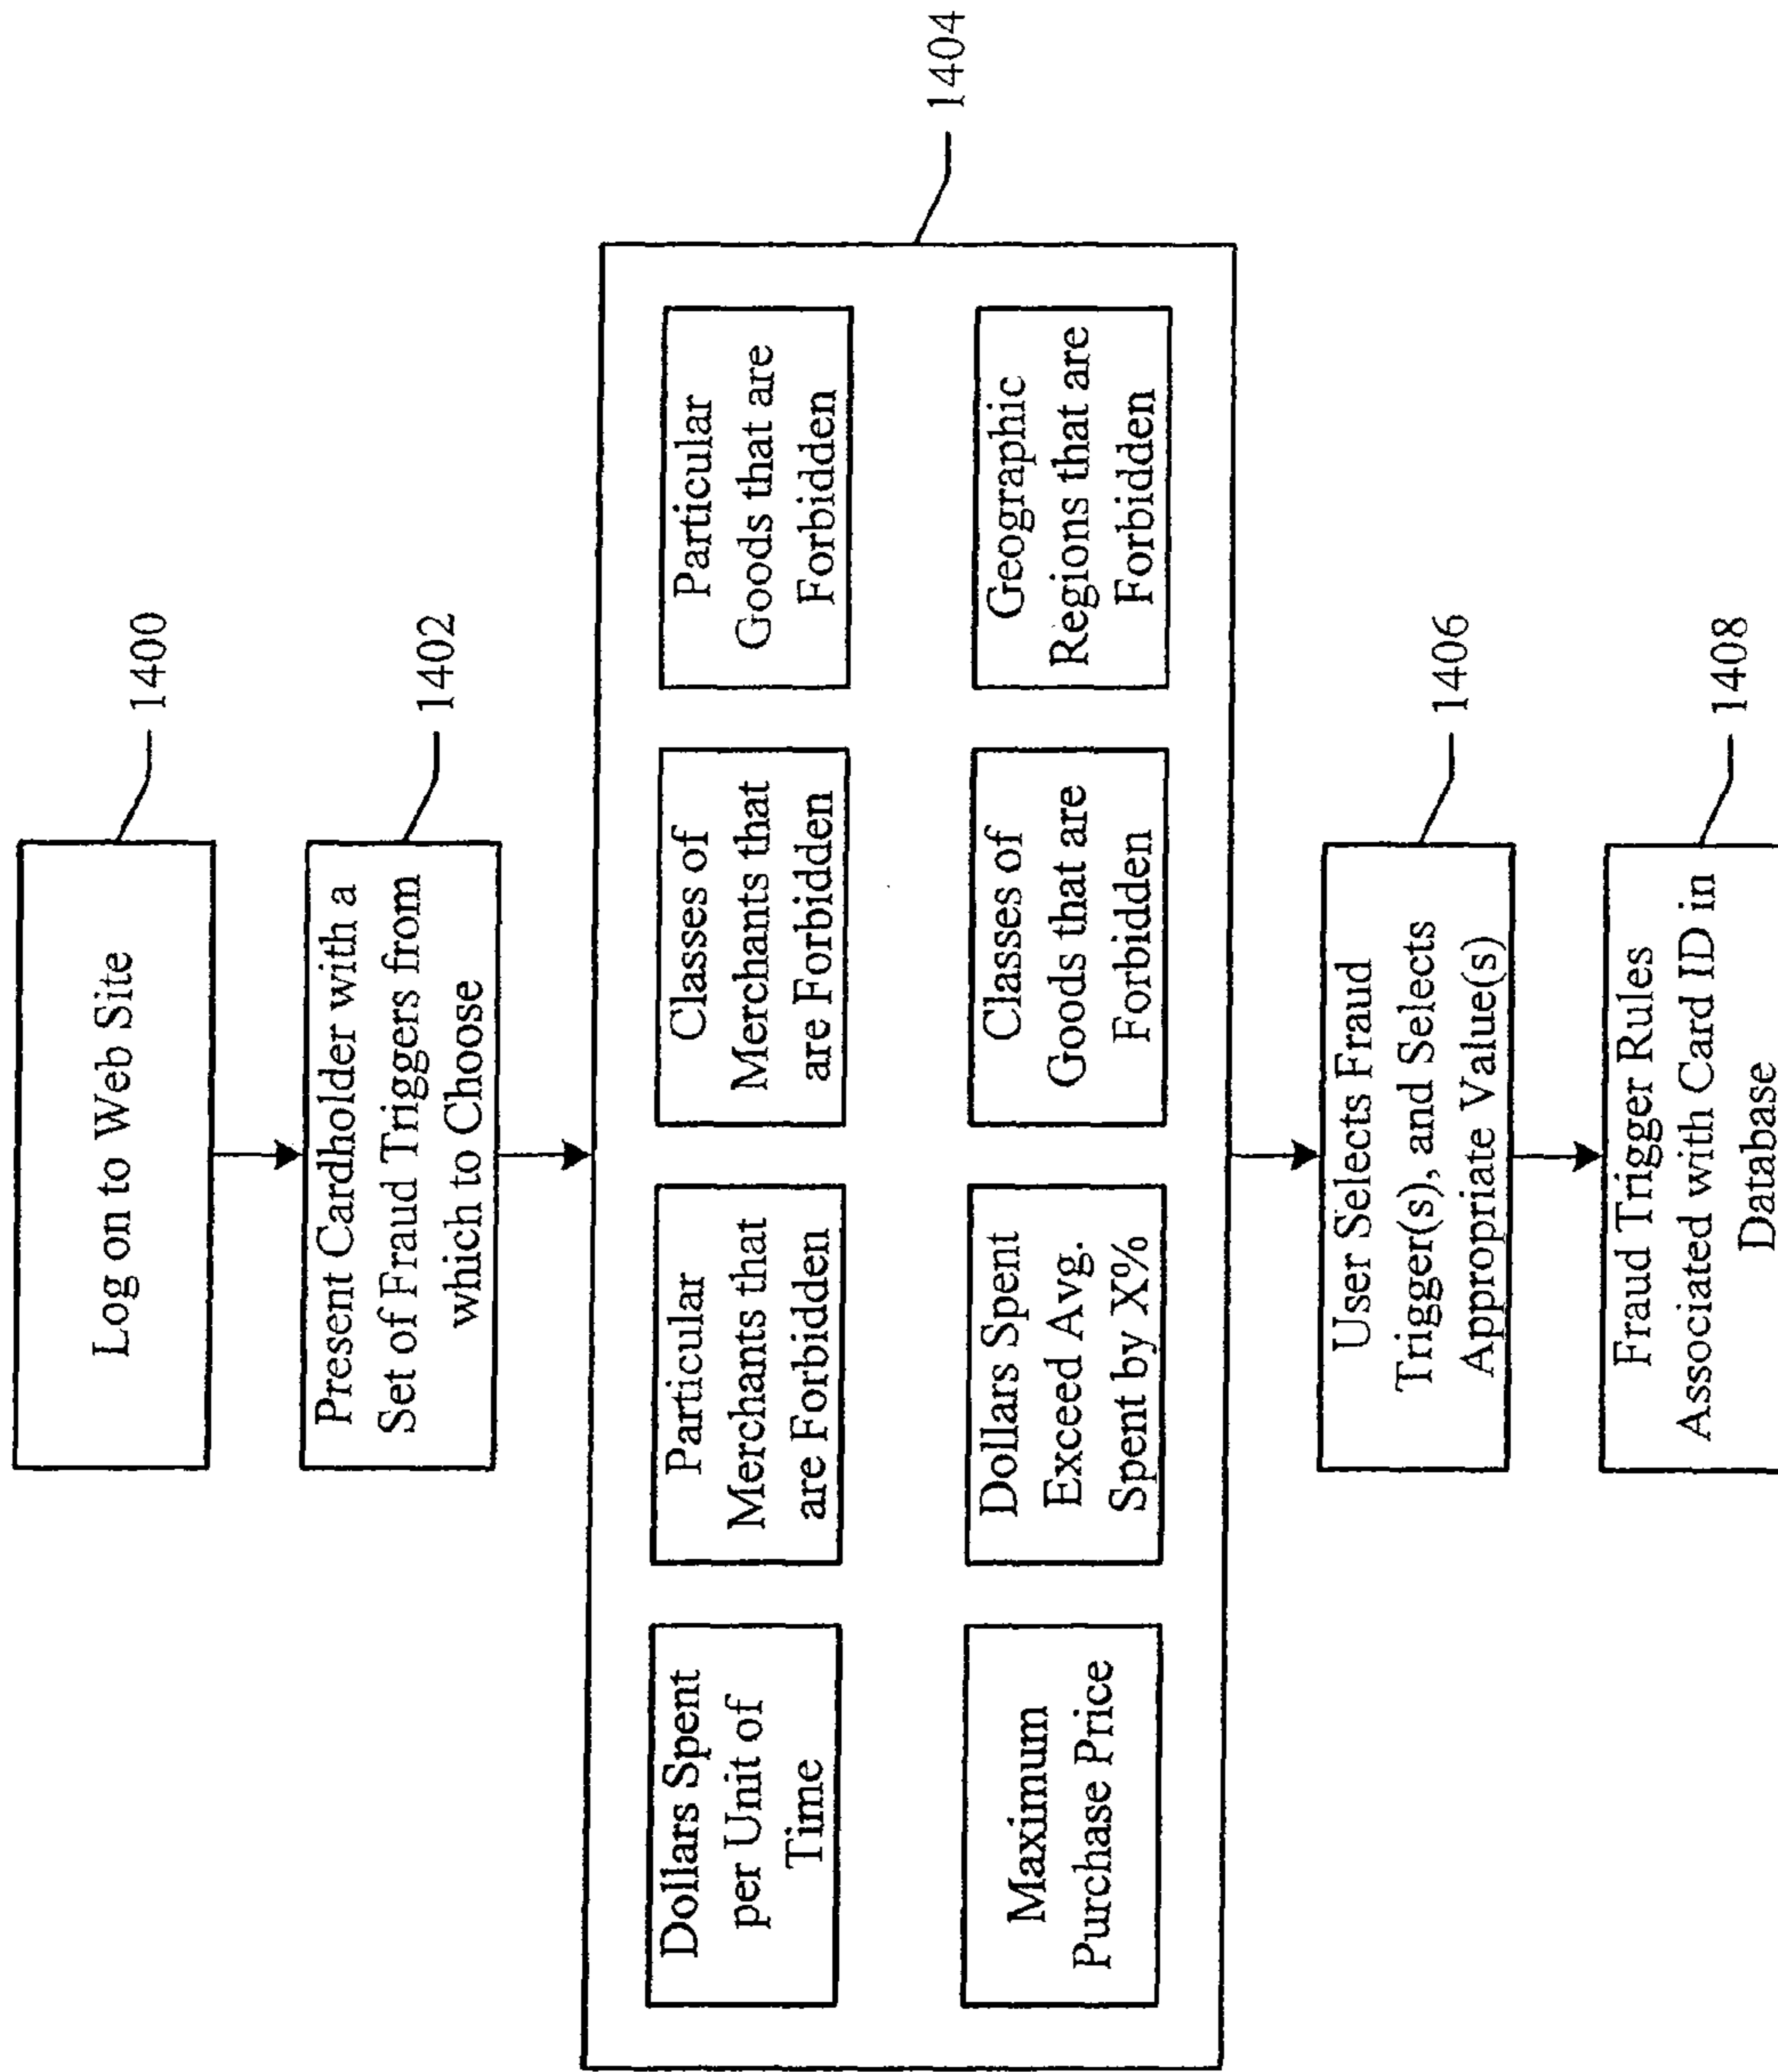 Log on to Web Site
1400
Present Cardholder with a
Set of Fraud Triggers from
which to Choose
1402
1404
Dollars Spent
per Unit of
Time
Particular
Merchants that
are Forbidden
Classes of
Merchants that
are Forbidden
Particular
Goods that are
Forbidden
Maximum
Purchase Price
Dollars Spent
Exceed Avg.
Spent by X%
Classes of
Goods that are
Forbidden
Geographic
Regions that are
Forbidden
User Selects Fraud
Trigger(s), and Selects
Appropriate Value(s)
1406
Fraud Trigger Rules
Associated with Card ID in
Database
1408